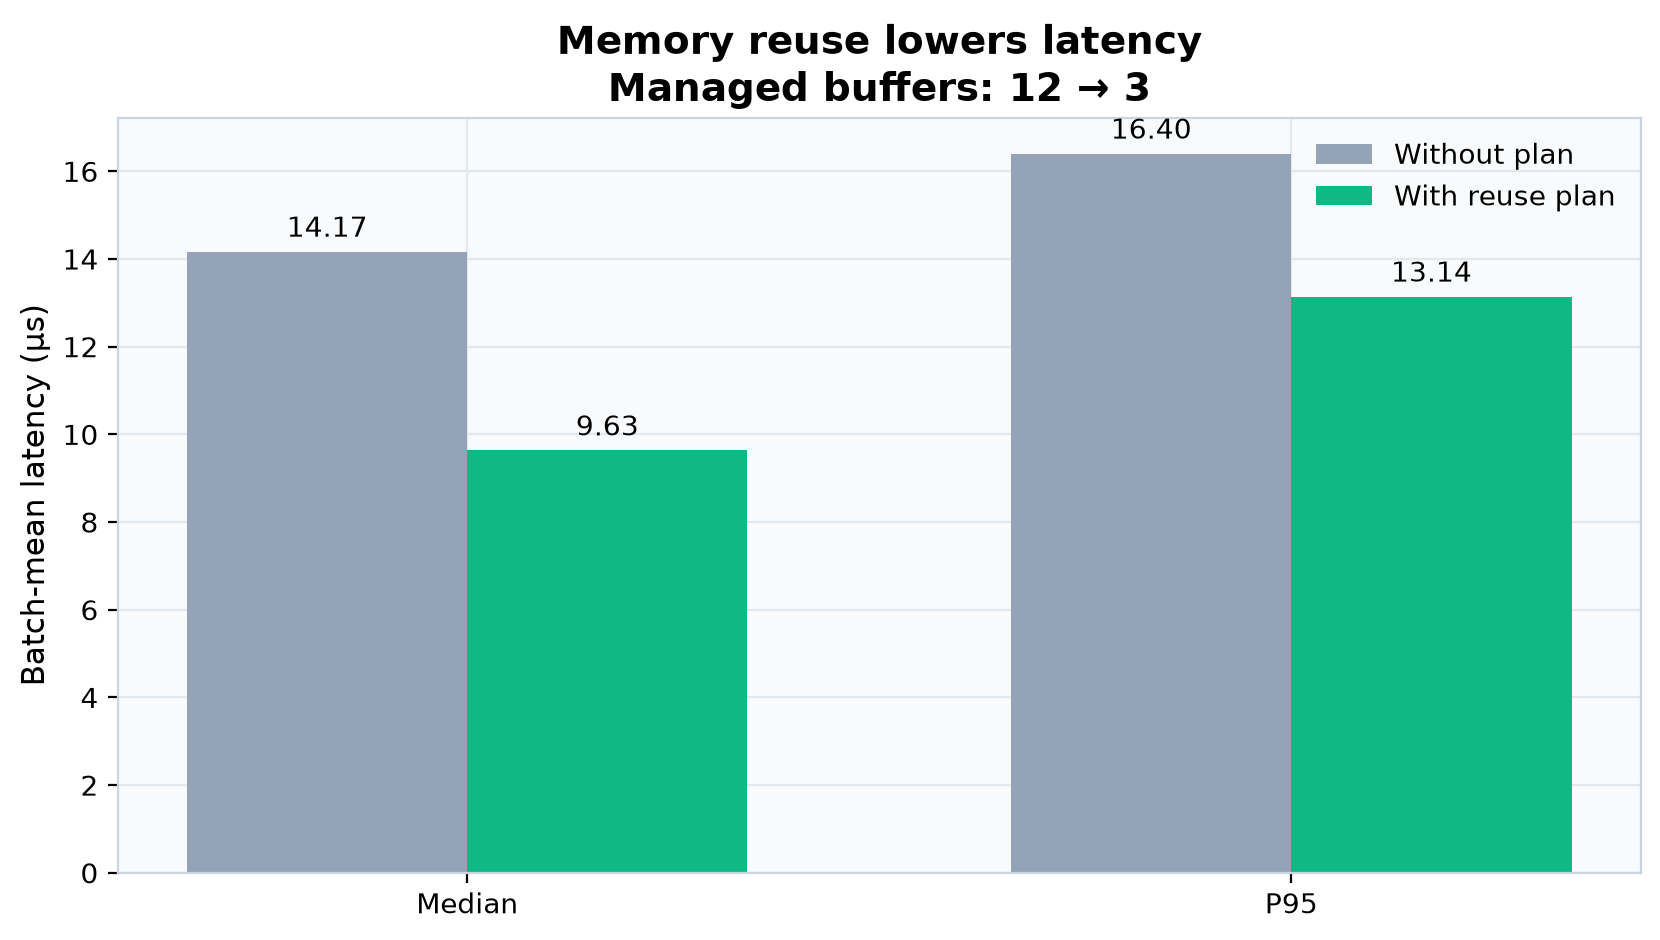 Memory reuse lowers latency
Managed buffers: 12 → 3
Batch-mean latency (µs)
16
14
12
10
8
6
4
2
0
14.17
9.63
16.40
13.14
Without plan
With reuse plan
Median
P95